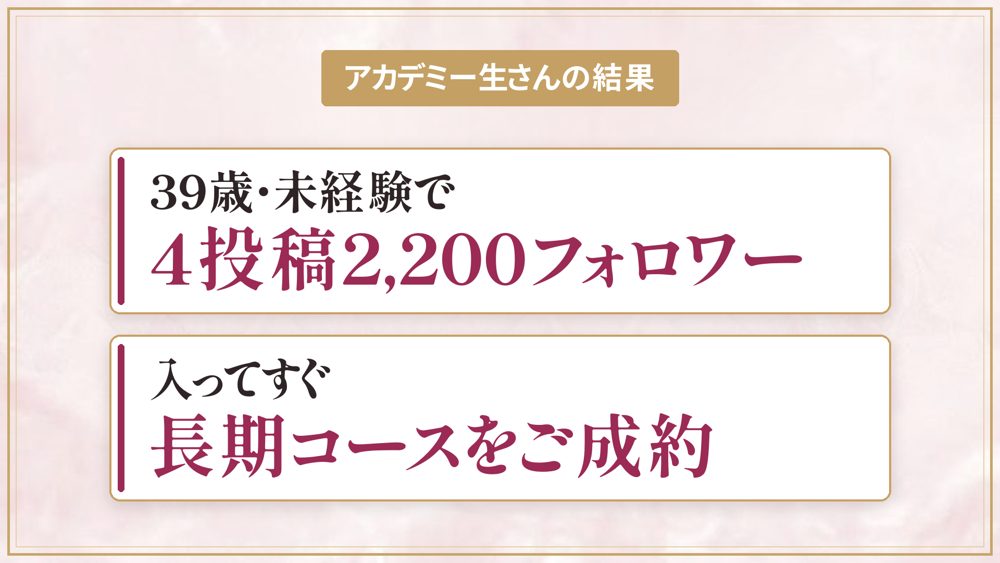 アカデミー生さんの結果
39歳・未経験で
4投稿2,200フォロワー
入ってすぐ
長期コースをご成約